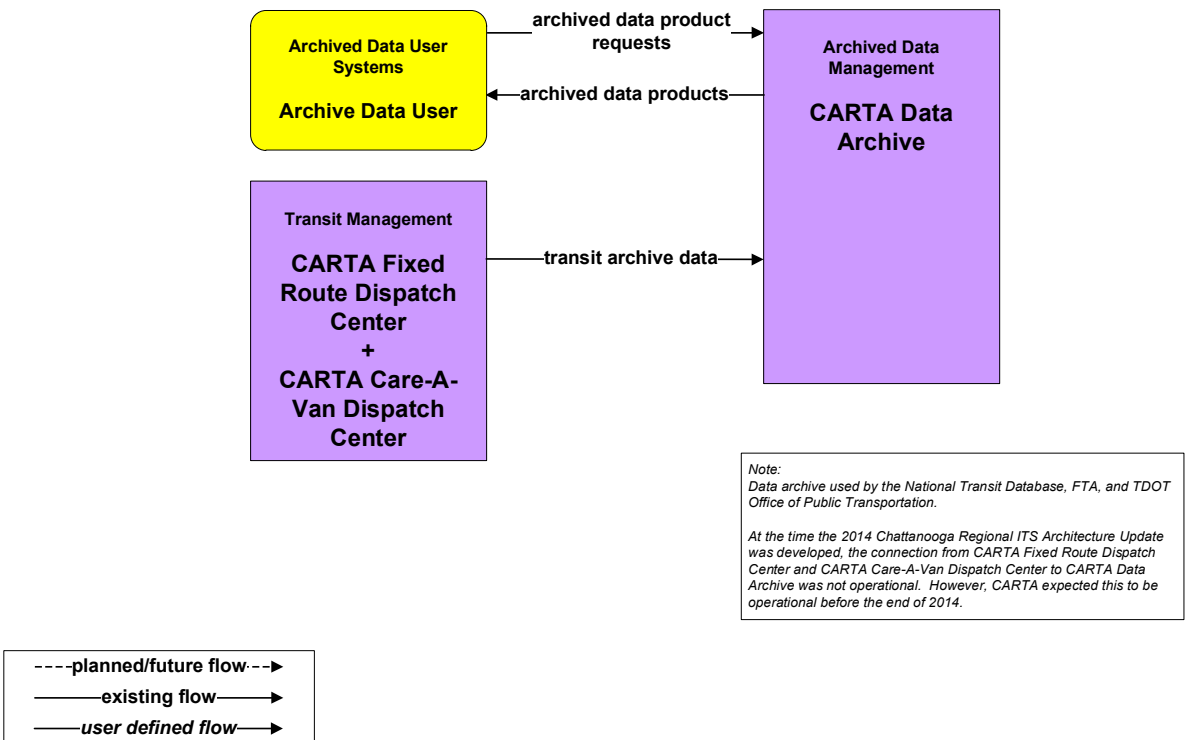 Archived Data User
Systems
Archive Data User
archived data product
requests
archived data products
Archived Data
Management
CARTA Data
Archive
Transit Management
CARTA Fixed
Route Dispatch
Center
+
CARTA Care-A-
Van Dispatch
Center
transit archive data
Note:
Data archive used by the National Transit Database, FTA, and TDOT
Office of Public Transportation.
At the time the 2014 Chattanooga Regional ITS Architecture Update
was developed, the connection from CARTA Fixed Route Dispatch
Center and CARTA Care-A-Van Dispatch Center to CARTA Data
Archive was not operational.  However, CARTA expected this to be
operational before the end of 2014.
planned/future flow
existing flow
user defined flow